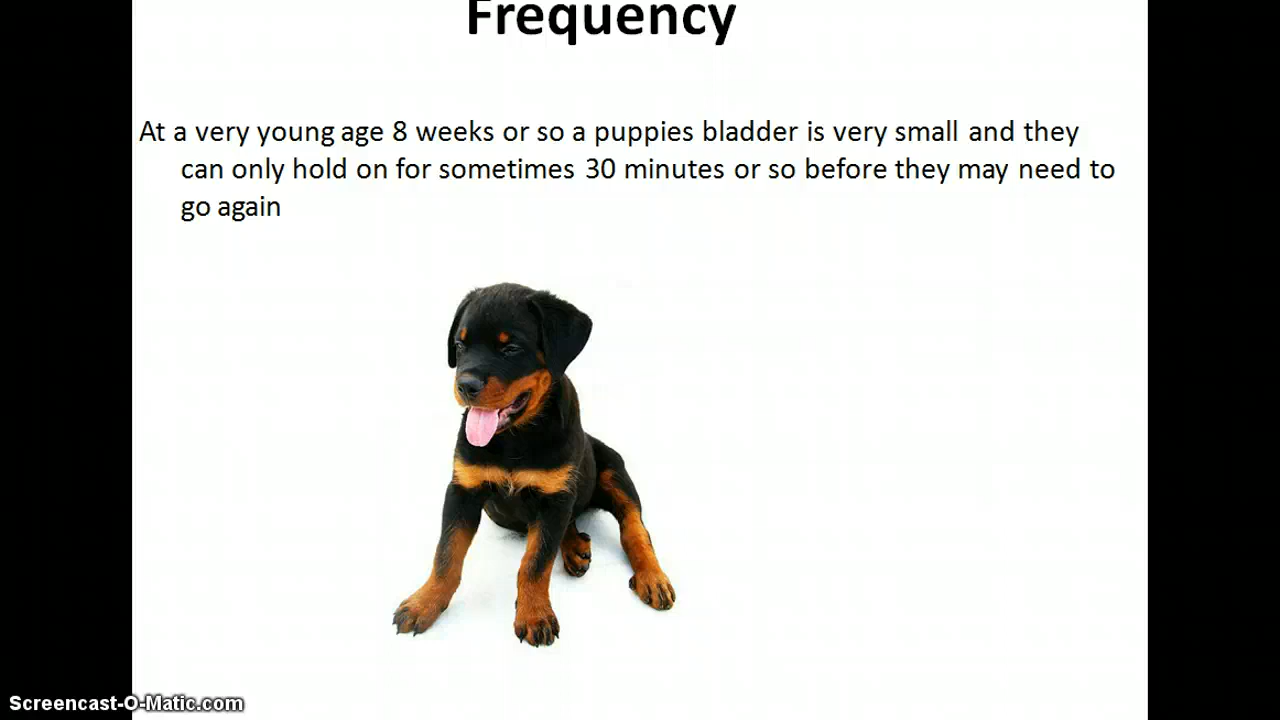 Frequency
At a very young age 8 weeks or so a puppies bladder is very small and they
can only hold on for sometimes 30 minutes or so before they may need to
go again
Screencast-O-Matic.com